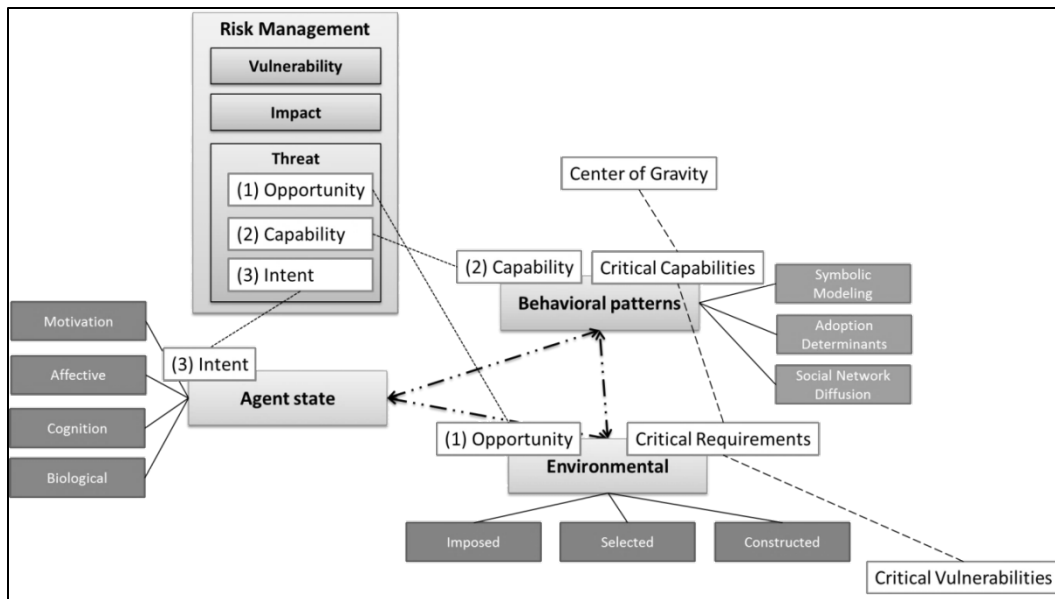 Risk Management
Vulnerability
Impact
Threat
(1) Opportunity
(2) Capability
(3) Intent
Center of Gravity
(2) Capability
Critical Capabilities
Behavioral patterns
Symbolic
Modeling
Adoption
Determinants
Social Network
Diffusion
Motivation
Affective
Cognition
Biological
(3) Intent
Agent state
(1) Opportunity
Critical Requirements
Environmental
Imposed
Selected
Constructed
Critical Vulnerabilities